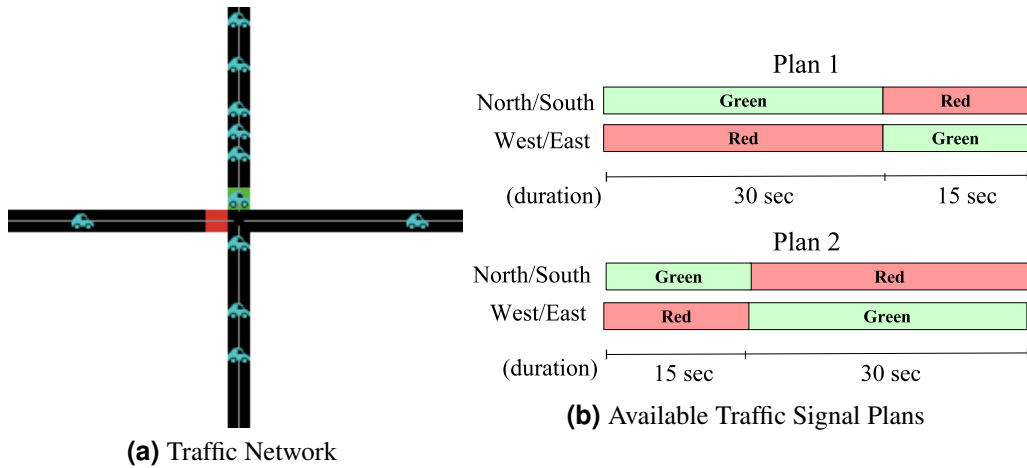 (a) Traffic Network
Plan 1
North/South
Green
Red
West/East
Red
Green
(duration)
30 sec
15 sec
Plan 2
North/South
Green
Red
West/East
Red
Green
(duration)
15 sec
30 sec
(b) Available Traffic Signal Plans